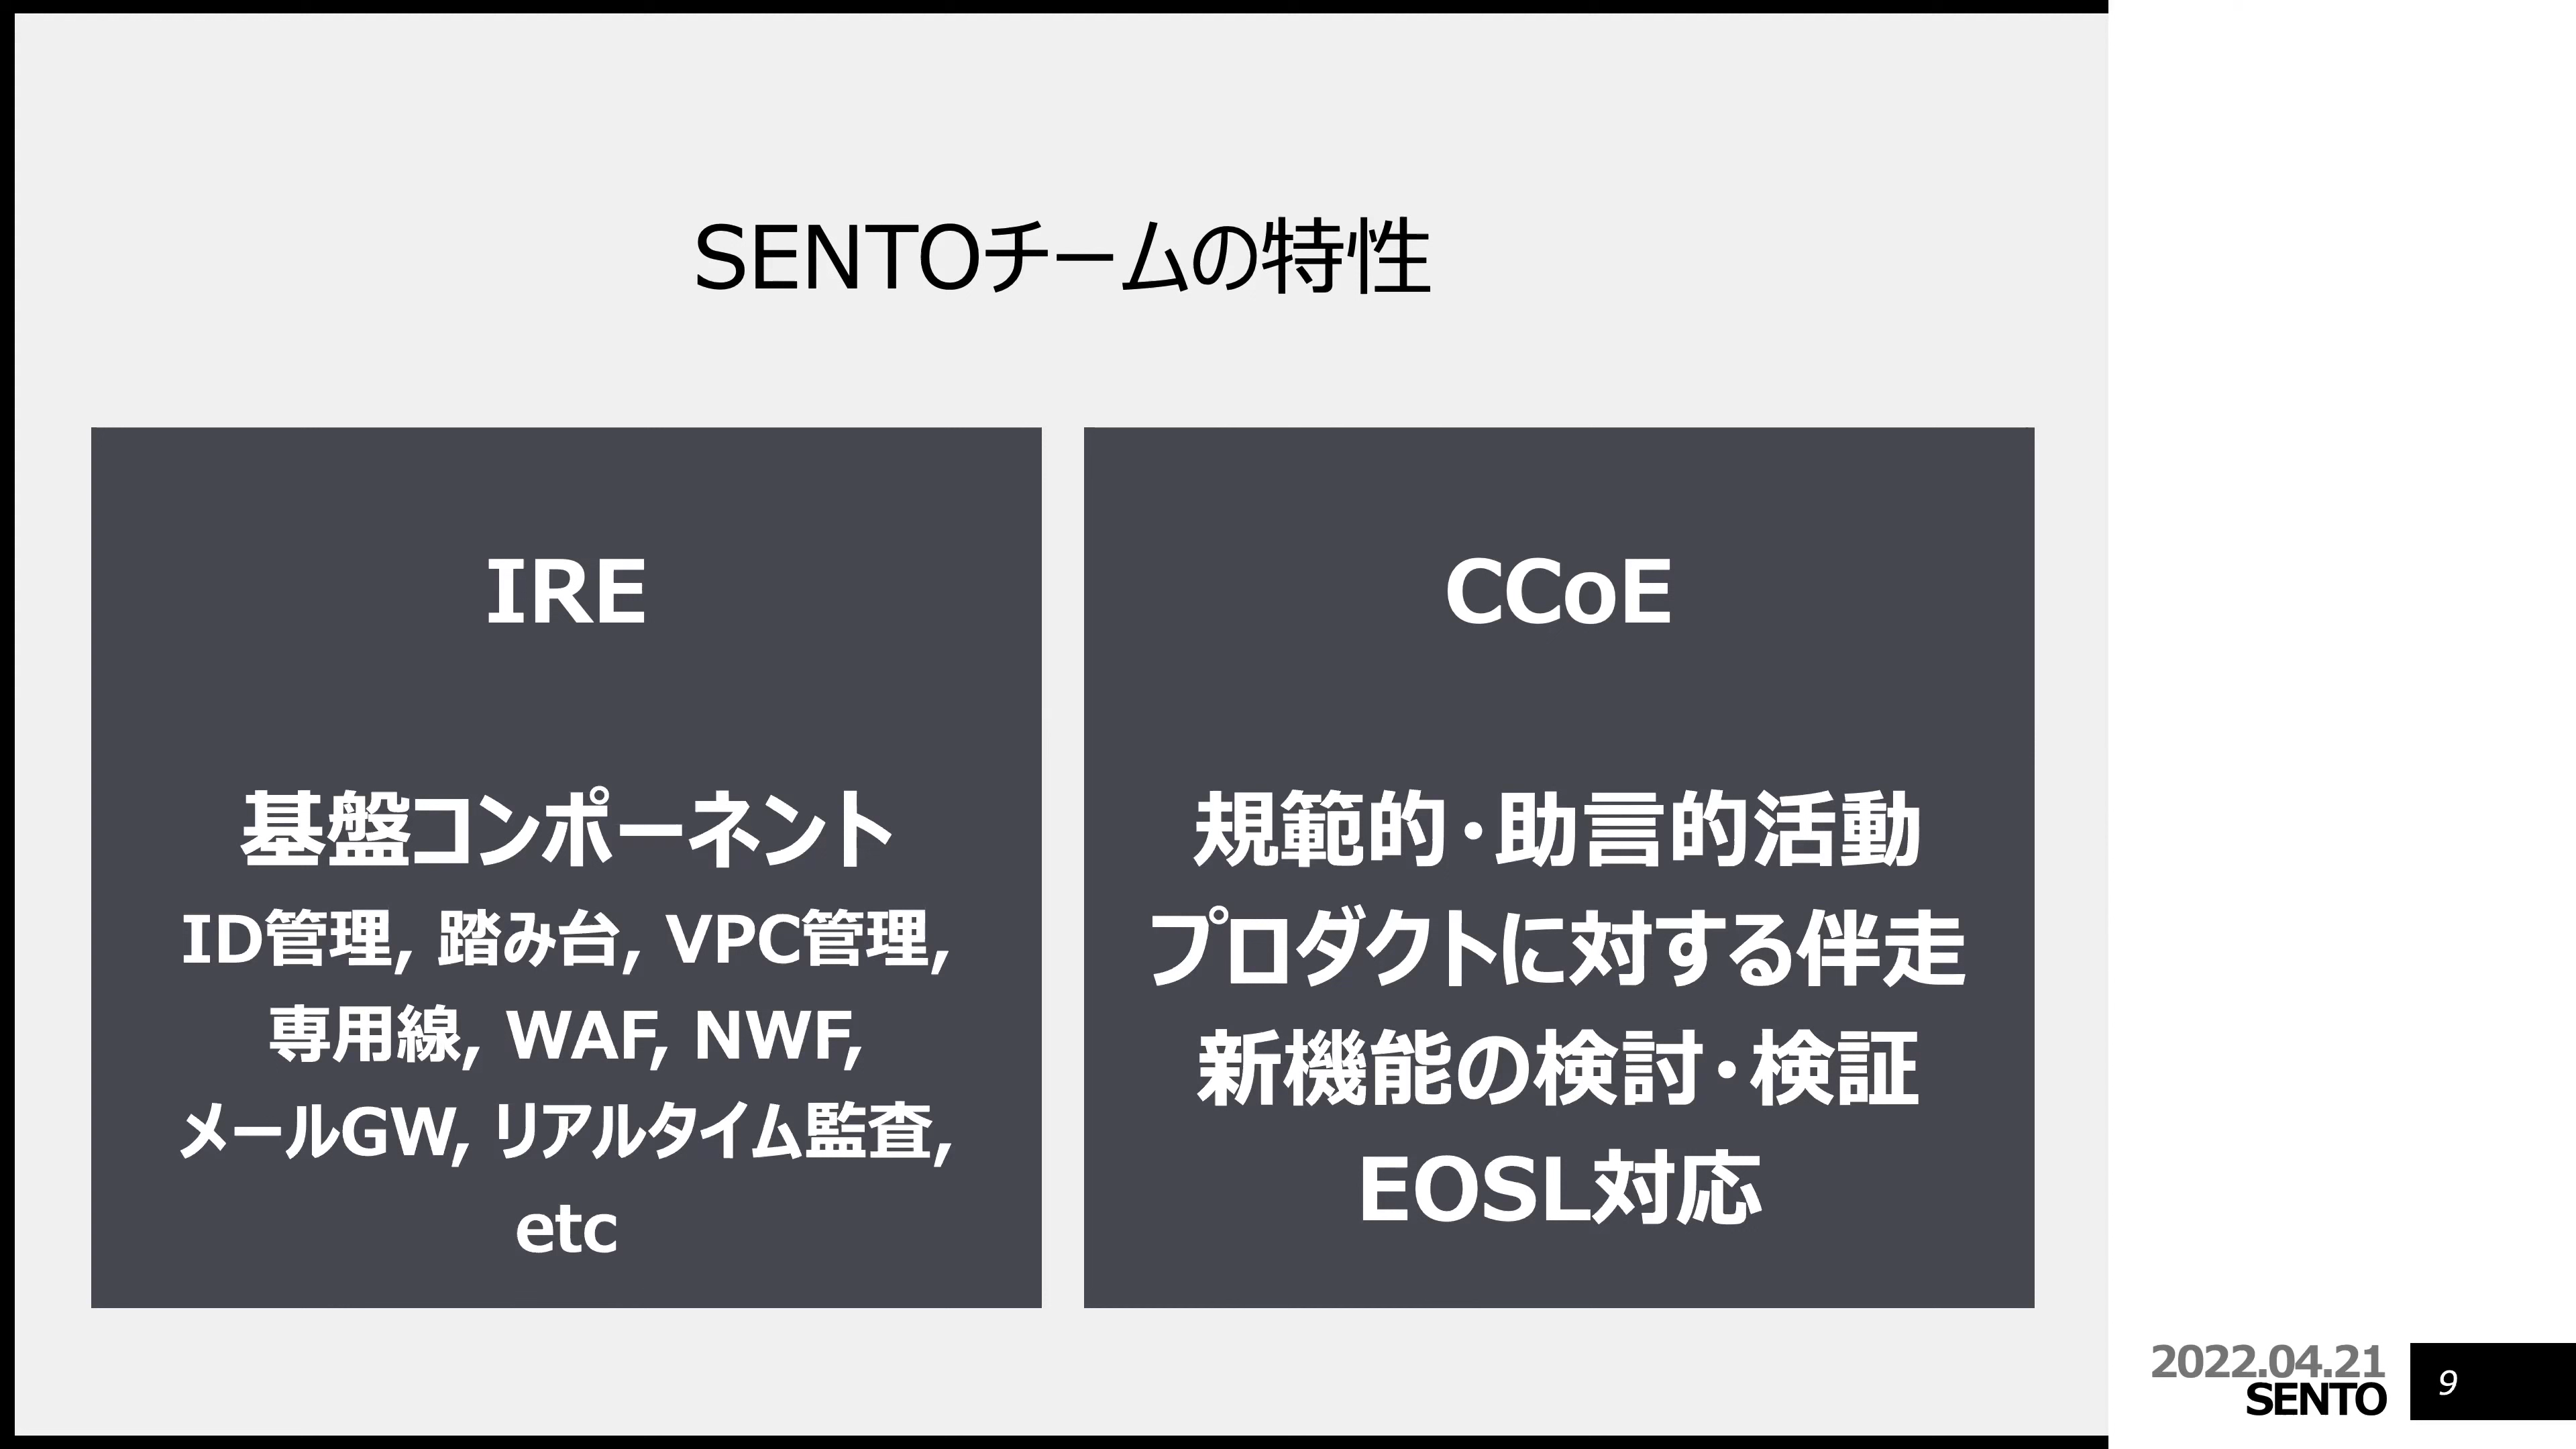 SENTOチームの特性
IRE
基盤コンポーネント
ID管理, 踏み台, VPC管理,
専用線, WAF, NWF,
メールGW, リアルタイム監査,
etc
CCoE
規範的・助言的活動
プロダクトに対する伴走
新機能の検討・検証
EOSL対応
2022.04.21
SENTO
9